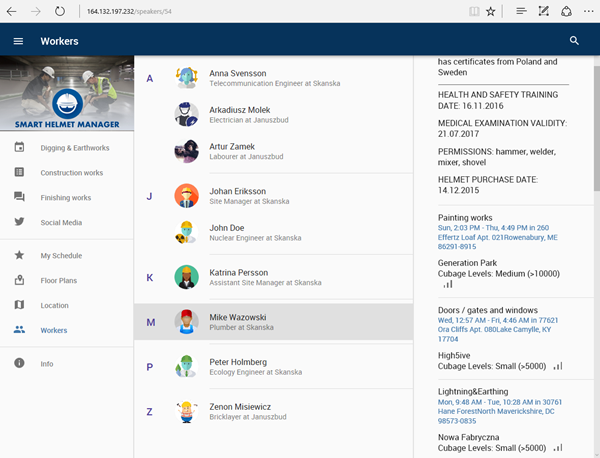 164.132.197.232/speakers/54
Workers
SMART HELMET MANAGER
Digging & Earthworks
Construction works
Finishing works
Social Media
My Schedule
Floor Plans
Location
Workers
Info
A
Anna Svensson
Telecommunication Engineer at Skanska
Arkadiusz Molek
Electrician at Januszbud
Artur Zamek
Labourer at Januszbud
J
Johan Eriksson
Site Manager at Skanska
John Doe
Nuclear Engineer at Skanska
K
Katrina Persson
Assistant Site Manager at Skanska
M
Mike Wazowski
Plumber at Skanska
P
Peter Holmberg
Ecology Engineer at Skanska
Z
Zenon Misiewicz
Bricklayer at Januszbud
has certificates from Poland and
Sweden
HEALTH AND SAFETY TRAINING
DATE: 16.11.2016
MEDICAL EXAMINATION VALIDITY:
21.07.2017
PERMISSIONS: hammer, welder,
mixer, shovel
HELMET PURCHASE DATE:
14.12.2015
Painting works
Sun, 2:03 PM - Thu, 4:49 PM in 260
Effertz Loaf Apt. 021Rowenabury, ME
86291-8915
Generation Park
Cubage Levels: Medium (>10000)
Doors / gates and windows
Wed, 12:57 AM - Fri, 4:46 AM in 77621
Ora Cliffs Apt. 080Lake Camylle, KY
17704
High5ive
Cubage Levels: Small (>5000)
Lightning&Earthing
Mon, 9:48 AM - Tue, 10:28 AM in 30761
Hane ForestNorth Maverickshire, DC
98573-0835
Nowa Fabryczna
Cubage Levels: Small (>5000)